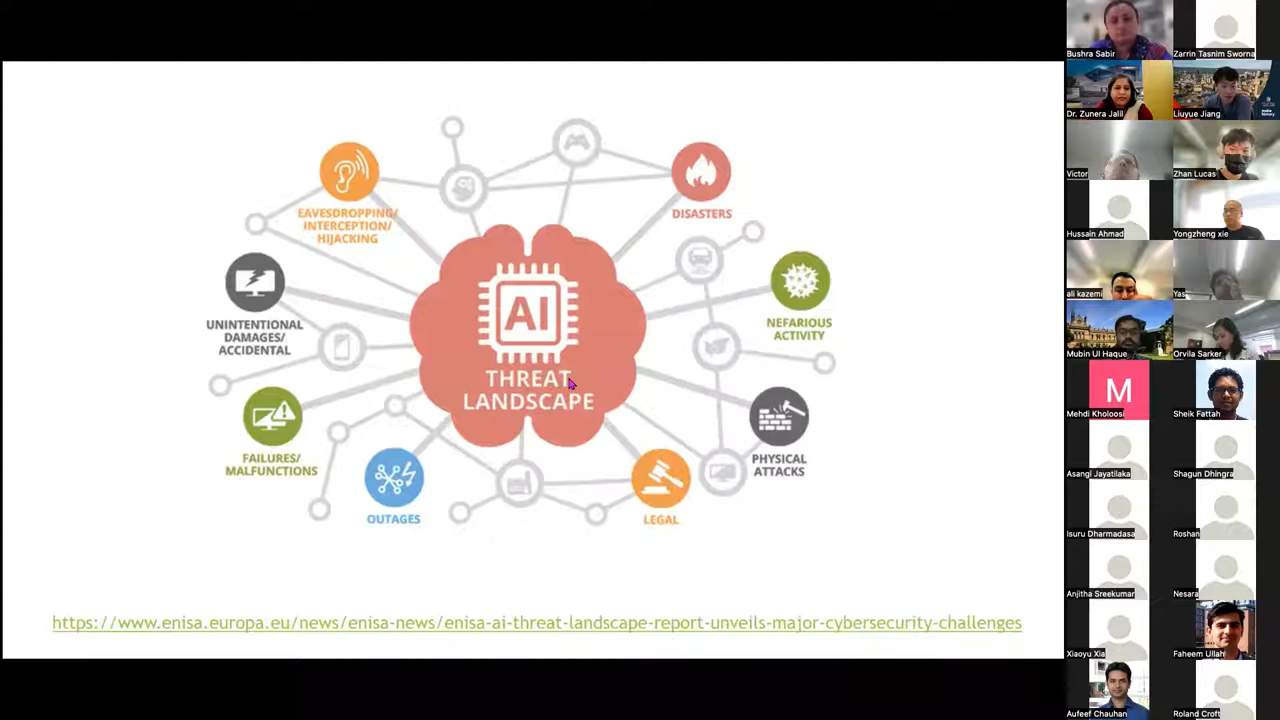 EAVESDROPPING/
INTERCEPTION/
HIJACKING
DISASTERS
UNINTENTIONAL
DAMAGES/
ACCIDENTAL
NEFARIOUS
ACTIVITY
AI
THREAT
LANDSCAPE
FAILURES/
MALFUNCTIONS
PHYSICAL
ATTACKS
OUTAGES
LEGAL
https://www.enisa.europa.eu/news/enisa-news/enisa-ai-threat-landscape-report-unveils-major-cybersecurity-challenges
Bushra Sabir
Zarrin Tasnim Sworna
Dr. Zunera Jalil
Liuyue Jiang
make
history.
Victor
Zhan Lucas
Hussain Ahmad
Yongzheng xie
ali kazemi
Yas
Mubin Ul Haque
Orvila Sarker
M
Mehdi Kholoosi
Sheik Fattah
Asangi Jayatilaka
Shagun Dhingra
Isuru Dharmadasa
Roshan
Anjitha Sreekumar
Nesara
Xiaoyu Xia
Faheem Ullah
Aufeef Chauhan
Roland Croft